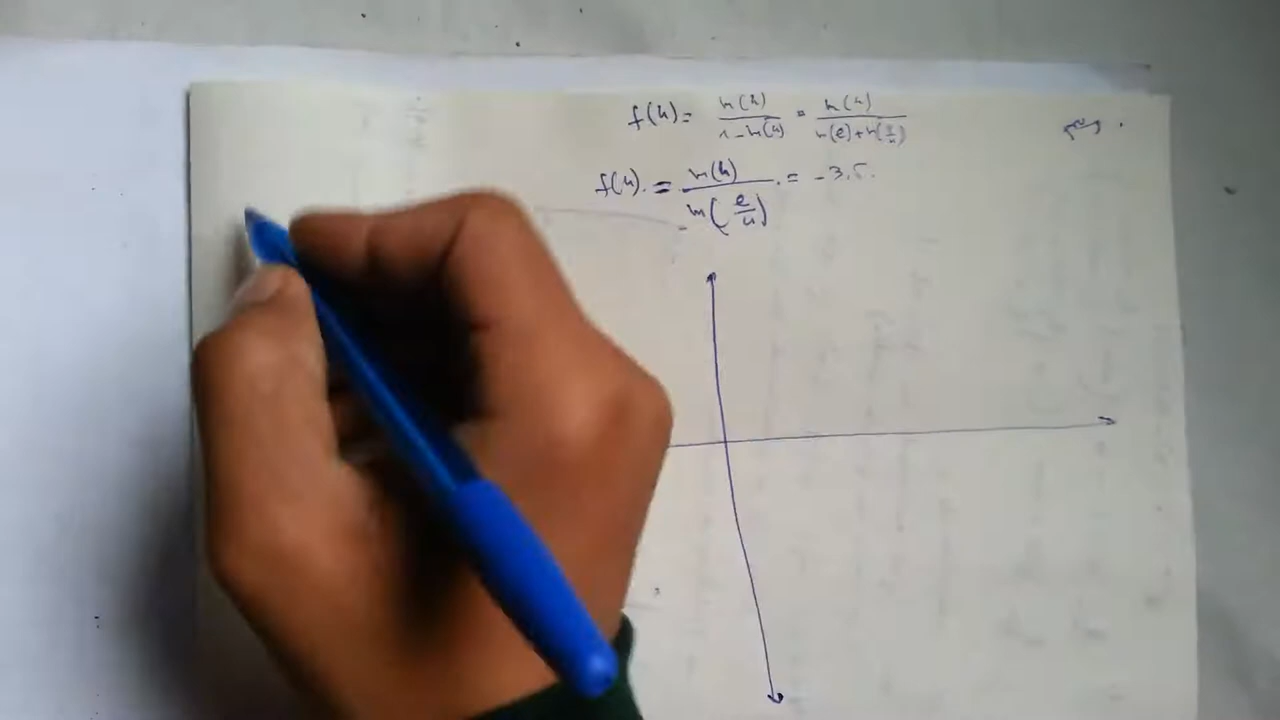 f(x) = ln(x) / 1-ln(x) = ln(x) / ln(e)+ln(1/x)
f(x) = ln(x) / ln(e/x) = -3,5.